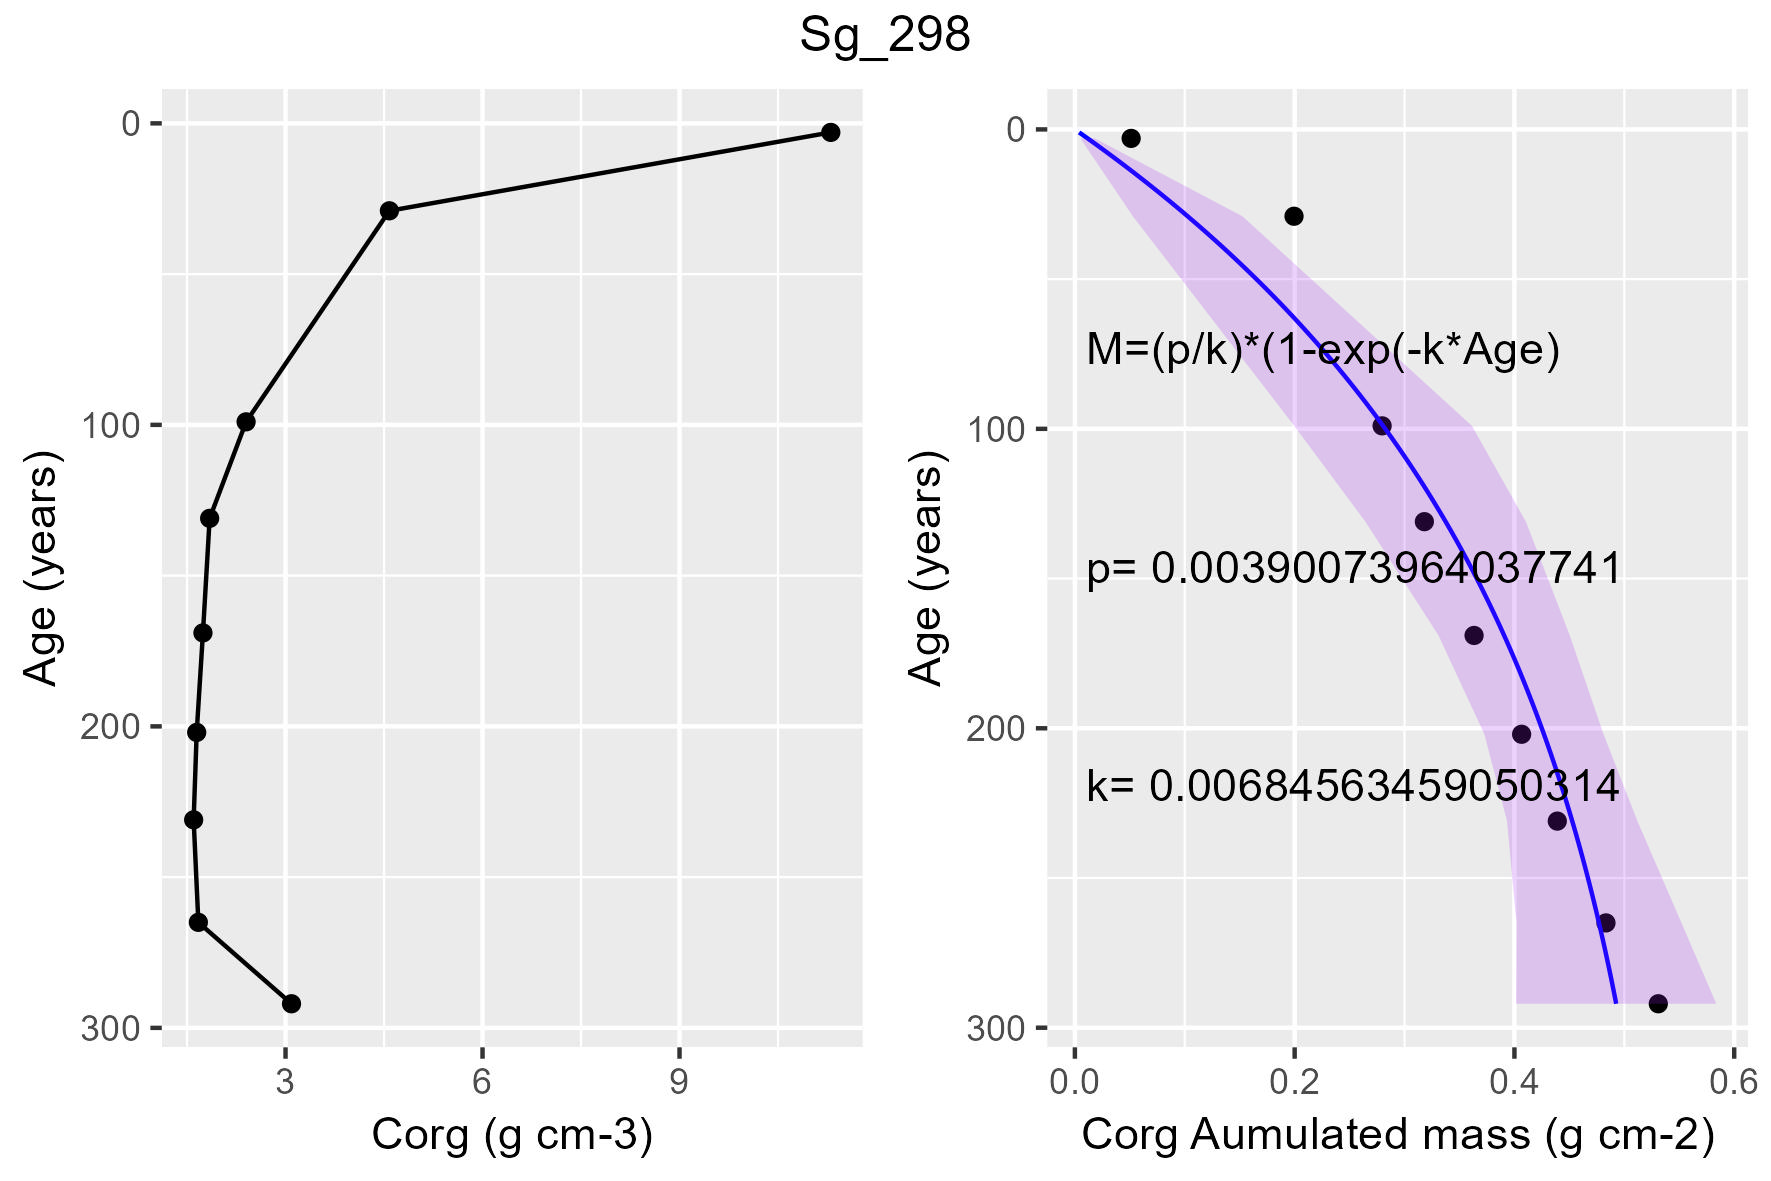 Sg_298
0
100
200
300
Age (years)
3
6
9
Corg (g cm-3)
0
100
200
300
Age (years)
M=(p/k)*(1-exp(-k*Age)
p= 0.00390073964037741
k= 0.00684563459050314
0.0
0.2
0.4
0.6
Corg Aumulated mass (g cm-2)